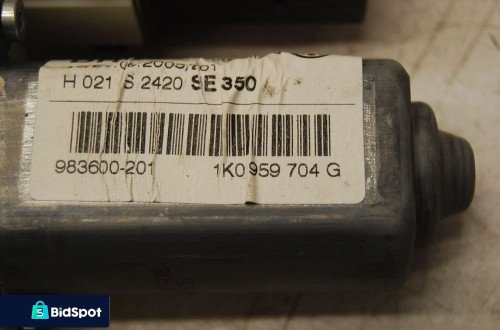 H 021 S 2420 SE 350
983600-201 1K0 959 704 G
BidSpot